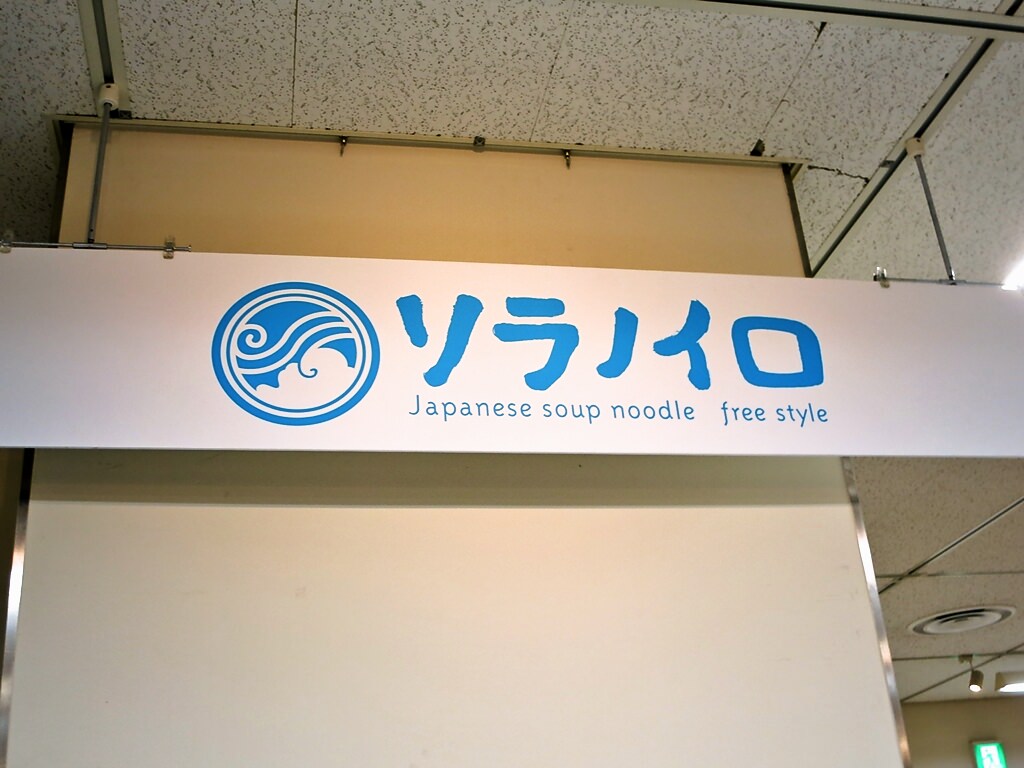 ソラノイロ
Japanese soup noodle free style